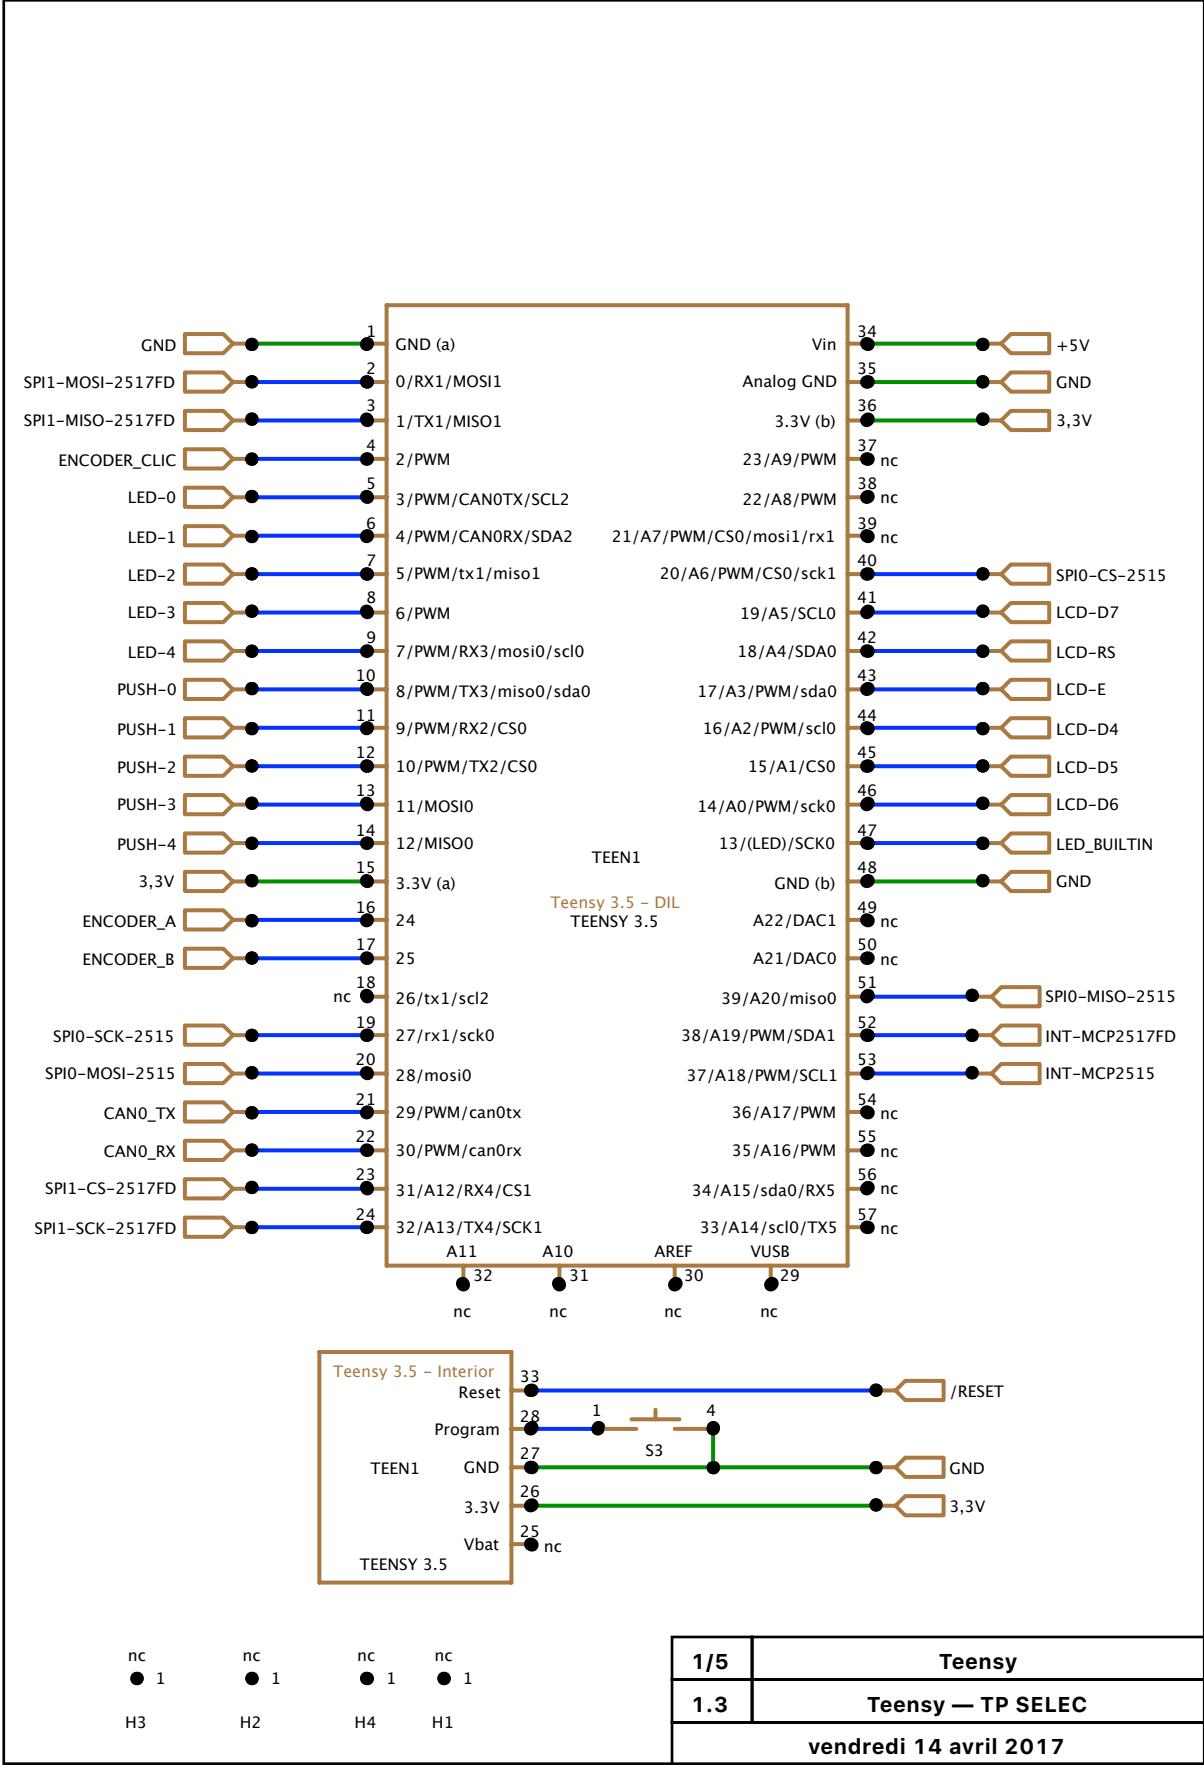 GND 1 GND (a) Vin 34 +5V
SPI1-MOSI-2517FD 2 0/RX1/MOSI1 Analog GND 35 GND
SPI1-MISO-2517FD 3 1/TX1/MISO1 3.3V (b) 36 3,3V
ENCODER_CLIC 4 2/PWM 23/A9/PWM 37 nc
LED-0 5 3/PWM/CAN0TX/SCL2 22/A8/PWM 38 nc
LED-1 6 4/PWM/CAN0RX/SDA2 21/A7/PWM/CS0/mosi1/rx1 39 nc
LED-2 7 5/PWM/tx1/miso1 20/A6/PWM/CS0/sck1 40 SPI0-CS-2515
LED-3 8 6/PWM 19/A5/SCL0 41 LCD-D7
LED-4 9 7/PWM/RX3/mosi0/scl0 18/A4/SDA0 42 LCD-RS
PUSH-0 10 8/PWM/TX3/miso0/sda0 17/A3/PWM/sda0 43 LCD-E
PUSH-1 11 9/PWM/RX2/CS0 16/A2/PWM/scl0 44 LCD-D4
PUSH-2 12 10/PWM/TX2/CS0 15/A1/CS0 45 LCD-D5
PUSH-3 13 11/MOSI0 14/A0/PWM/sck0 46 LCD-D6
PUSH-4 14 12/MISO0 13/(LED)/SCK0 47 LED_BUILTIN
TEEN1
3,3V 15 3.3V (a) GND (b) 48 GND
Teensy 3.5 - DIL
TEENSY 3.5
ENCODER_A 16 24 A22/DAC1 49 nc
ENCODER_B 17 25 A21/DAC0 50 nc
nc 18 26/tx1/scl2 39/A20/miso0 51 SPI0-MISO-2515
SPI0-SCK-2515 19 27/rx1/sck0 38/A19/PWM/SDA1 52 INT-MCP2517FD
SPI0-MOSI-2515 20 28/mosi0 37/A18/PWM/SCL1 53 INT-MCP2515
CAN0_TX 21 29/PWM/can0tx 36/A17/PWM 54 nc
CAN0_RX 22 30/PWM/can0rx 35/A16/PWM 55 nc
SPI1-CS-2517FD 23 31/A12/RX4/CS1 34/A15/sda0/RX5 56 nc
SPI1-SCK-2517FD 24 32/A13/TX4/SCK1 33/A14/scl0/TX5 57 nc
A11 A10 AREF VUSB
32 31 30 29
nc nc nc nc
Teensy 3.5 - Interior
Reset 33 /RESET
Program 28 1 4
S3
TEEN1 GND 27 GND
3.3V 26 3,3V
Vbat 25 nc
TEENSY 3.5
nc nc nc nc
1 1 1 1
H3 H2 H4 H1
1/5 Teensy
1.3 Teensy — TP SELEC
vendredi 14 avril 2017